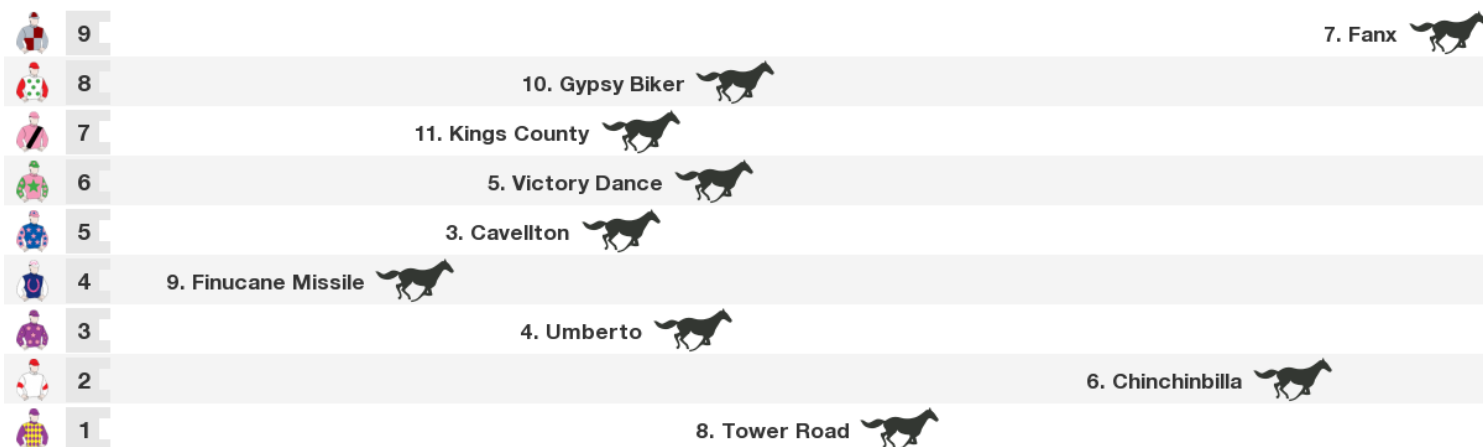 9 7. Fanx
8 10. Gypsy Biker
7 11. Kings County
6 5. Victory Dance
5 3. Cavellton
4 9. Finucane Missile
3 4. Umberto
2 6. Chinchinbilla
1 8. Tower Road